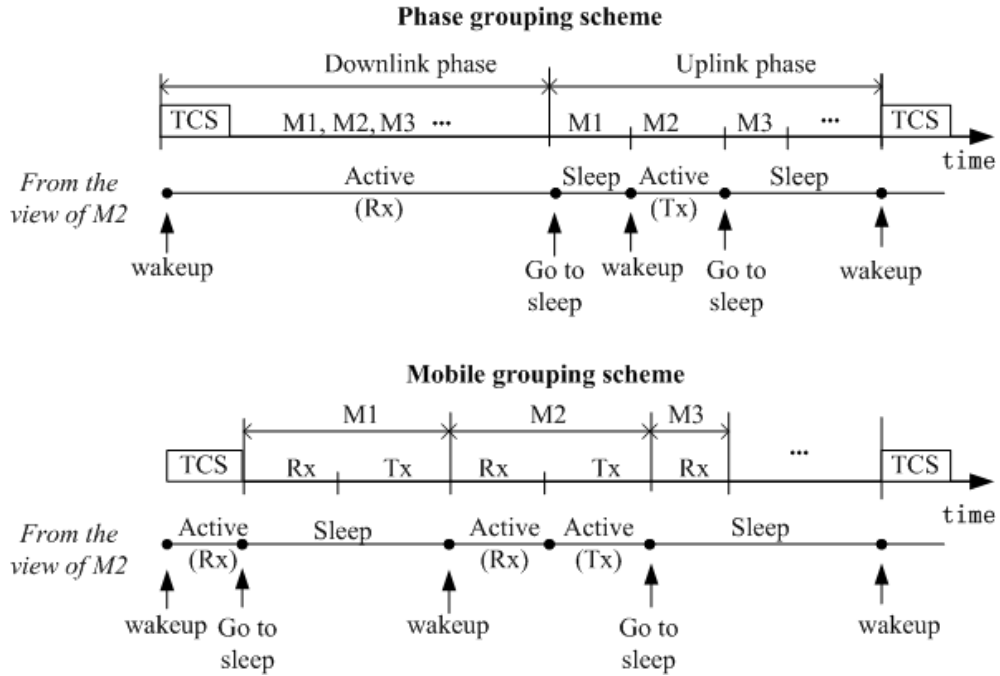 Phase grouping scheme
Downlink phase Uplink phase
TCS M1, M2, M3 ... M1 M2 M3 ... TCS
time
From the
view of M2
Active
(Rx)
Sleep
Active
(Tx)
Sleep
wakeup
Go to
sleep
wakeup
Go to
sleep
wakeup
Mobile grouping scheme
M1 M2 M3
TCS Rx Tx Rx Tx Rx ... TCS
time
From the
view of M2
Active
(Rx)
Sleep
Active
(Rx)
Active
(Tx)
Sleep
wakeup
Go to
sleep
wakeup
Go to
sleep
wakeup